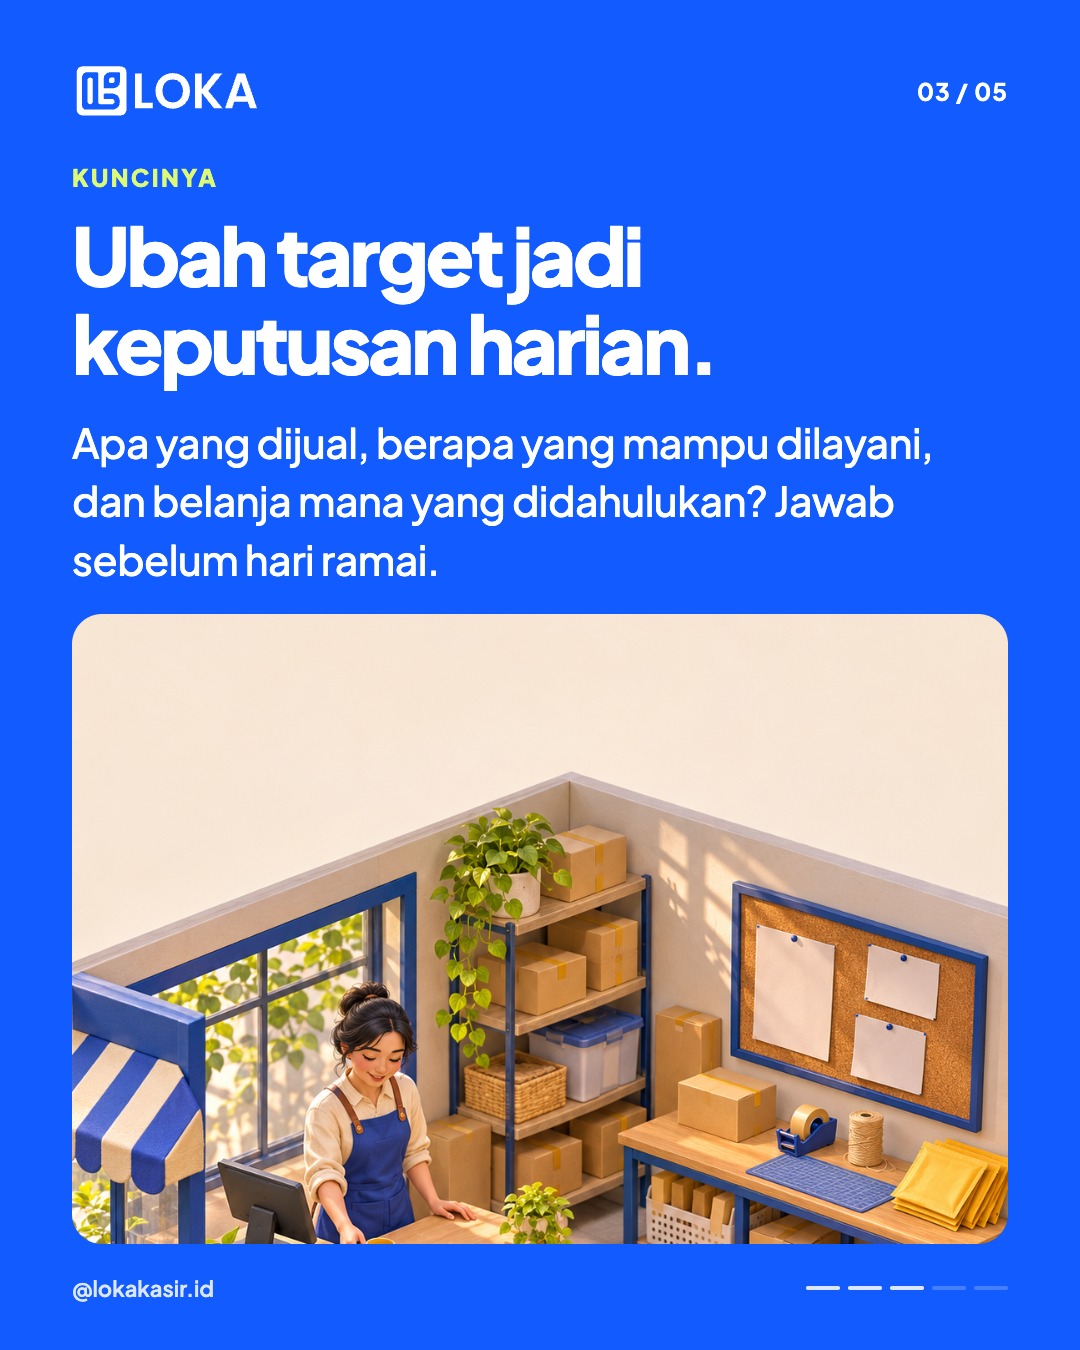 LOKA
03 / 05
KUNCINYA
Ubah target jadi
keputusan harian.
Apa yang dijual, berapa yang mampu dilayani,
dan belanja mana yang didahulukan? Jawab
sebelum hari ramai.
@lokakasir.id